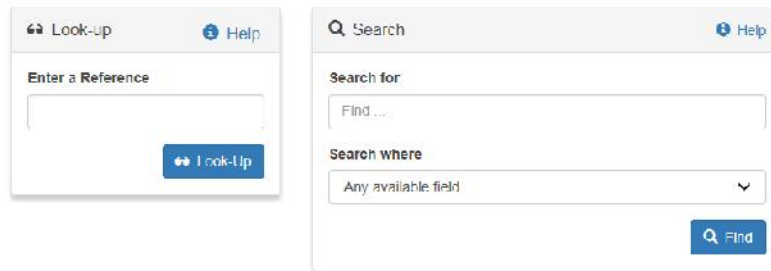 Look-up
Help
Enter a Reference
Look-Up
Search
Help
Search for
Find ...
Search where
Any available field
Find